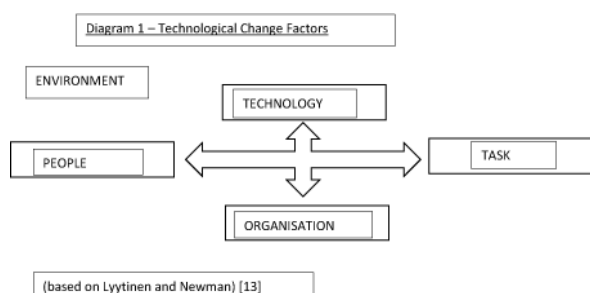 Diagram 1 – Technological Change Factors
ENVIRONMENT
TECHNOLOGY
PEOPLE
TASK
ORGANISATION
(based on Lyytinen and Newman) [13]